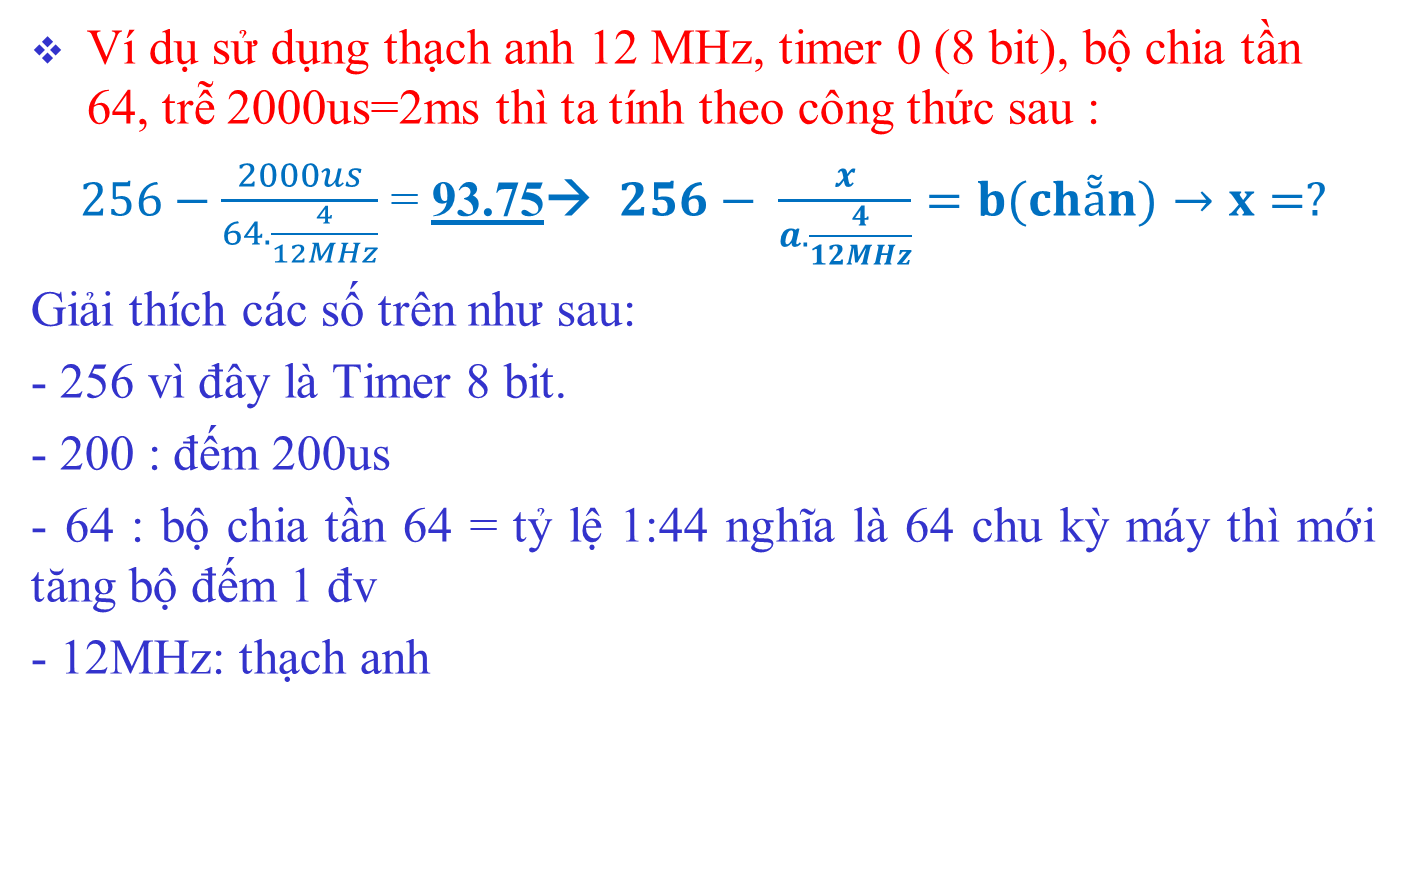 ❖ Ví dụ sử dụng thạch anh 12 MHz, timer 0 (8 bit), bộ chia tần
64, trễ 2000us=2ms thì ta tính theo công thức sau :
256 − \frac{2000us}{64.\frac{4}{12MHz}} = 93.75→ 256 − \frac{x}{a.\frac{4}{12MHz}} = b(chẵn) → x =?
Giải thích các số trên như sau:
- 256 vì đây là Timer 8 bit.
- 200 : đếm 200us
- 64 : bộ chia tần 64 = tỷ lệ 1:44 nghĩa là 64 chu kỳ máy thì mới
tăng bộ đếm 1 đv
- 12MHz: thạch anh